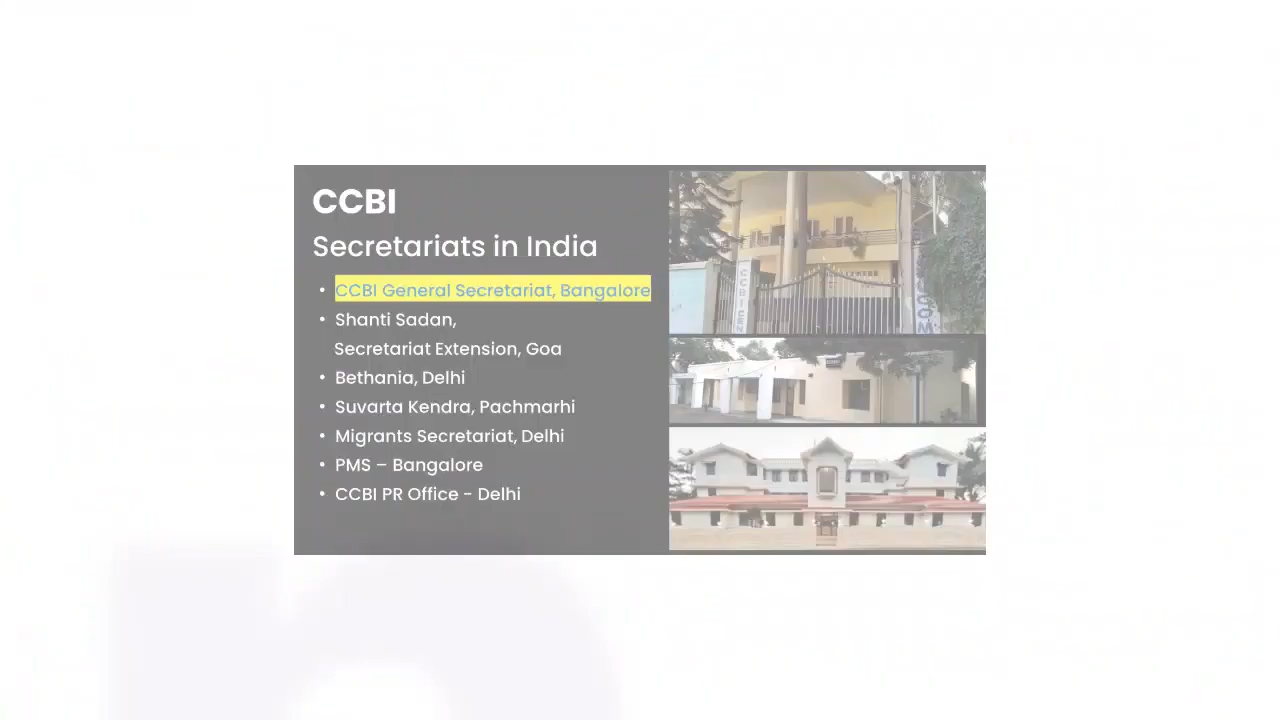 CCBI
Secretariats in India
• CCBI General Secretariat, Bangalore
• Shanti Sadan,
Secretariat Extension, Goa
• Bethania, Delhi
• Suvarta Kendra, Pachmarhi
• Migrants Secretariat, Delhi
• PMS – Bangalore
• CCBI PR Office - Delhi